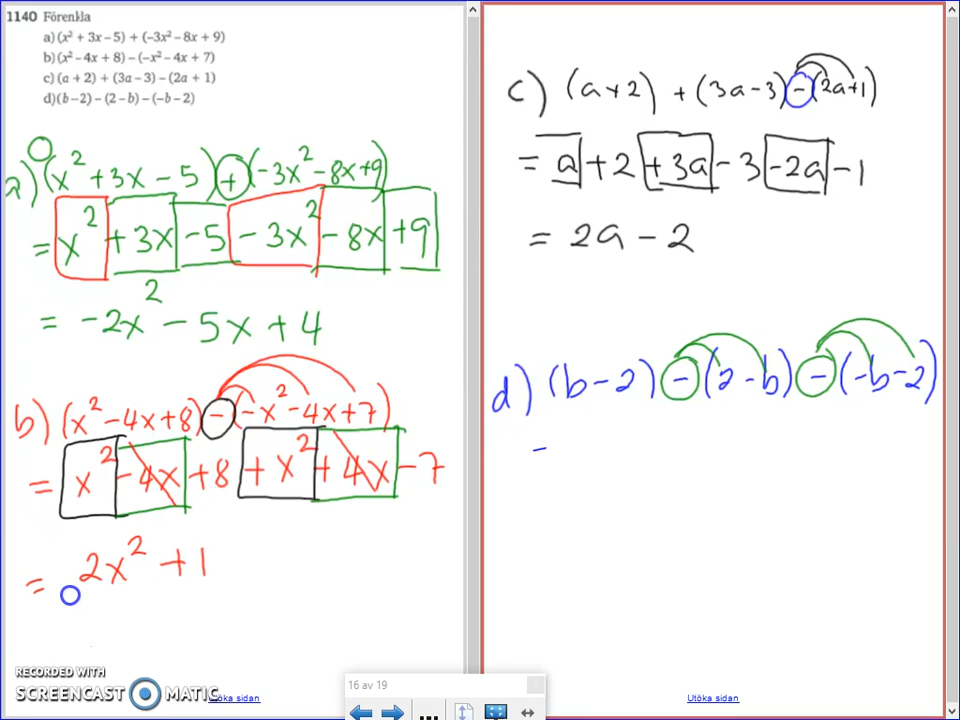 1140 Förenkla
a) (x² + 3x – 5) + (–3x² – 8x + 9)
b) (x² – 4x + 8) – (–x² – 4x + 7)
c) (a + 2) + (3a – 3) – (2a + 1)
d) (b – 2) – (2 – b) – (–b – 2)
a) (x² + 3x – 5) + (–3x² – 8x + 9)
= x² + 3x – 5 – 3x² – 8x + 9
= –2x² – 5x + 4
b) (x² – 4x + 8) – (–x² – 4x + 7)
= x² – 4x + 8 + x² + 4x – 7
= 2x² + 1
RECORDED WITH
SCREENCAST MATIC
Utöka sidan
c) (a + 2) + (3a – 3) – (2a + 1)
= a + 2 + 3a – 3 – 2a – 1
= 2a – 2
d) (b – 2) – (2 – b) – (–b – 2)
=
Utöka sidan
16 av 19